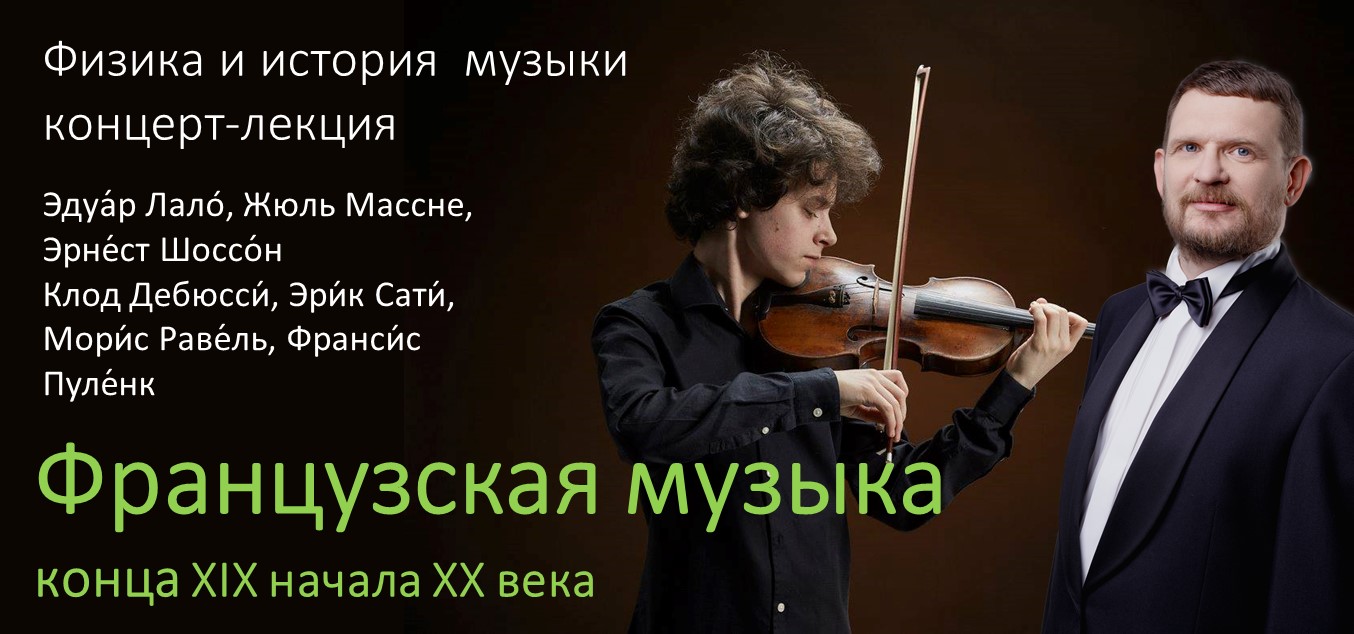 Физика и история музыки
концерт-лекция
Эдуа́р Лало́, Жюль Массне,
Эрне́ст Шоссо́н
Клод Дебюсси́, Эри́к Сати́,
Мори́с Раве́ль, Франси́с
Пуле́нк
Французская музыка
конца XIX начала XX века